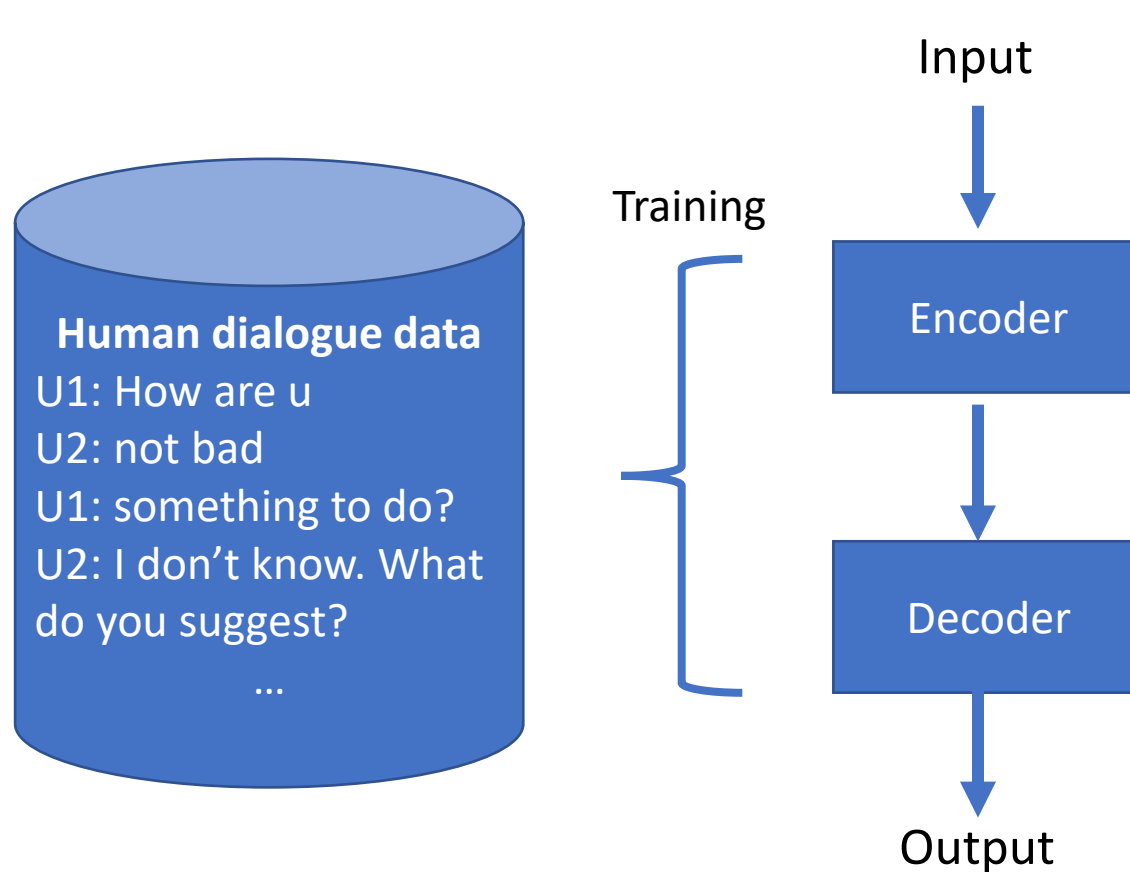 Human dialogue data
U1: How are u
U2: not bad
U1: something to do?
U2: I don’t know. What
do you suggest?
...
Training
Input
Encoder
Decoder
Output